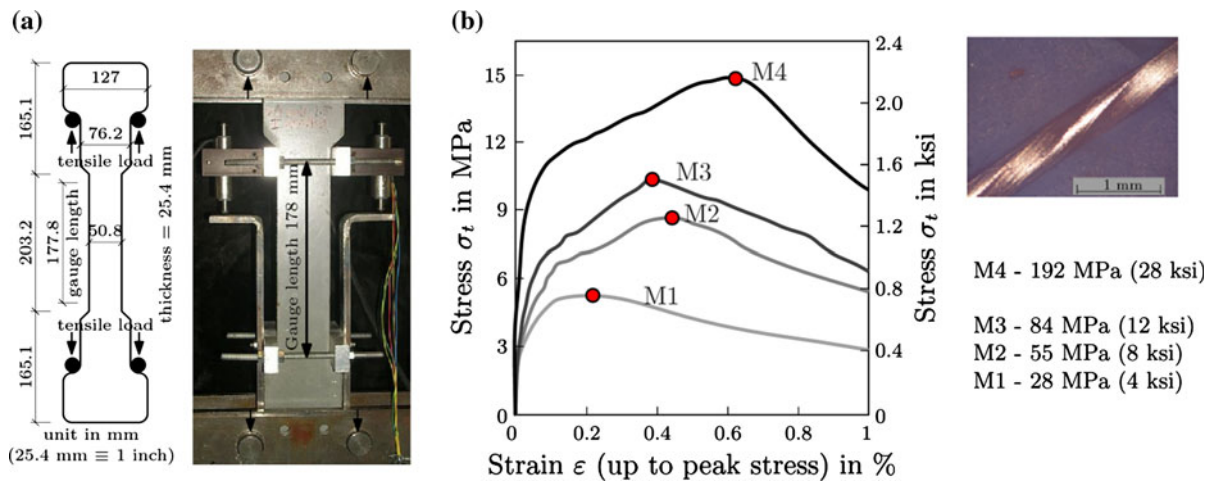 (a)
127
165.1
76.2
tensile load
203.2
177.8
gauge length
50.8
thickness = 25.4 mm
tensile load
165.1
unit in mm
(25.4 mm ≡ 1 inch)
Gauge length 178 mm
(b)
Stress σt in MPa
15
12
9
6
3
0
M4
M3
M2
M1
2.4
2.0
1.6
1.2
0.8
0.4
0
Stress σt in ksi
0 0.2 0.4 0.6 0.8 1
Strain ε (up to peak stress) in %
1 mm
M4 - 192 MPa (28 ksi)
M3 - 84 MPa (12 ksi)
M2 - 55 MPa (8 ksi)
M1 - 28 MPa (4 ksi)